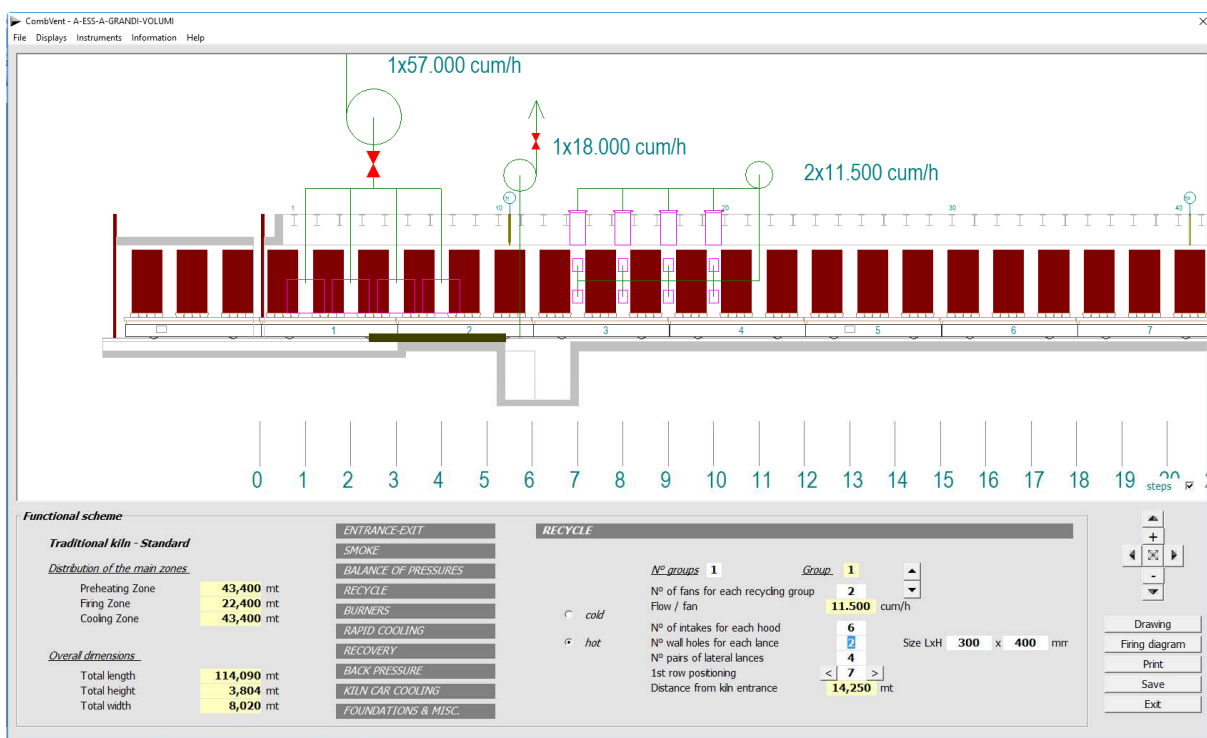 CombVent - A-ESS-A-GRANDI-VOLUMI
File Displays Instruments Information Help
1x57.000 cum/h
1x18.000 cum/h
2x11.500 cum/h
1 10 20 30 40
1 2 3 4 5 6 7
0 1 2 3 4 5 6 7 8 9 10 11 12 13 14 15 16 17 18 19 20
steps
Functional scheme
Traditional kiln - Standard
Distribution of the main zones
Preheating Zone 43,400 mt
Firing Zone 22,400 mt
Cooling Zone 43,400 mt
Overall dimensions
Total length 114,090 mt
Total height 3,804 mt
Total width 8,020 mt
ENTRANCE-EXIT
SMOKE
BALANCE OF PRESSURES
RECYCLE
BURNERS
RAPID COOLING
RECOVERY
BACK PRESSURE
KILN CAR COOLING
FOUNDATIONS & MISC.
RECYCLE
cold
hot
N° groups 1 Group 1
N° of fans for each recycling group 2
Flow / fan 11.500 cum/h
N° of intakes for each hood 6
N° wall holes for each lance 2 Size LxH 300 x 400 mm
N° pairs of lateral lances 4
1st row positioning < 7 >
Distance from kiln entrance 14,250 mt
+
-
Drawing
Firing diagram
Print
Save
Exit